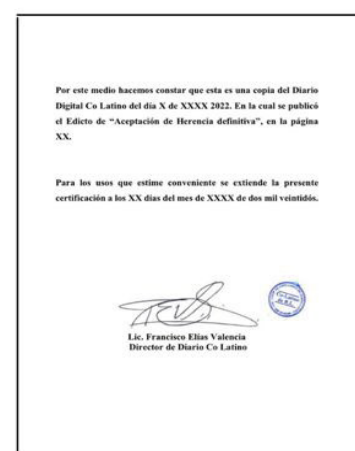 Por este medio hacemos constar que esta es una copia del Diario
Digital Co Latino del día X de XXXX 2022. En la cual se publicó
el Edicto de “Aceptación de Herencia definitiva”, en la página
XX.
Para los usos que estime conveniente se extiende la presente
certificación a los XX días del mes de XXXX de dos mil veintidós.
Lic. Francisco Elías Valencia
Director de Diario Co Latino